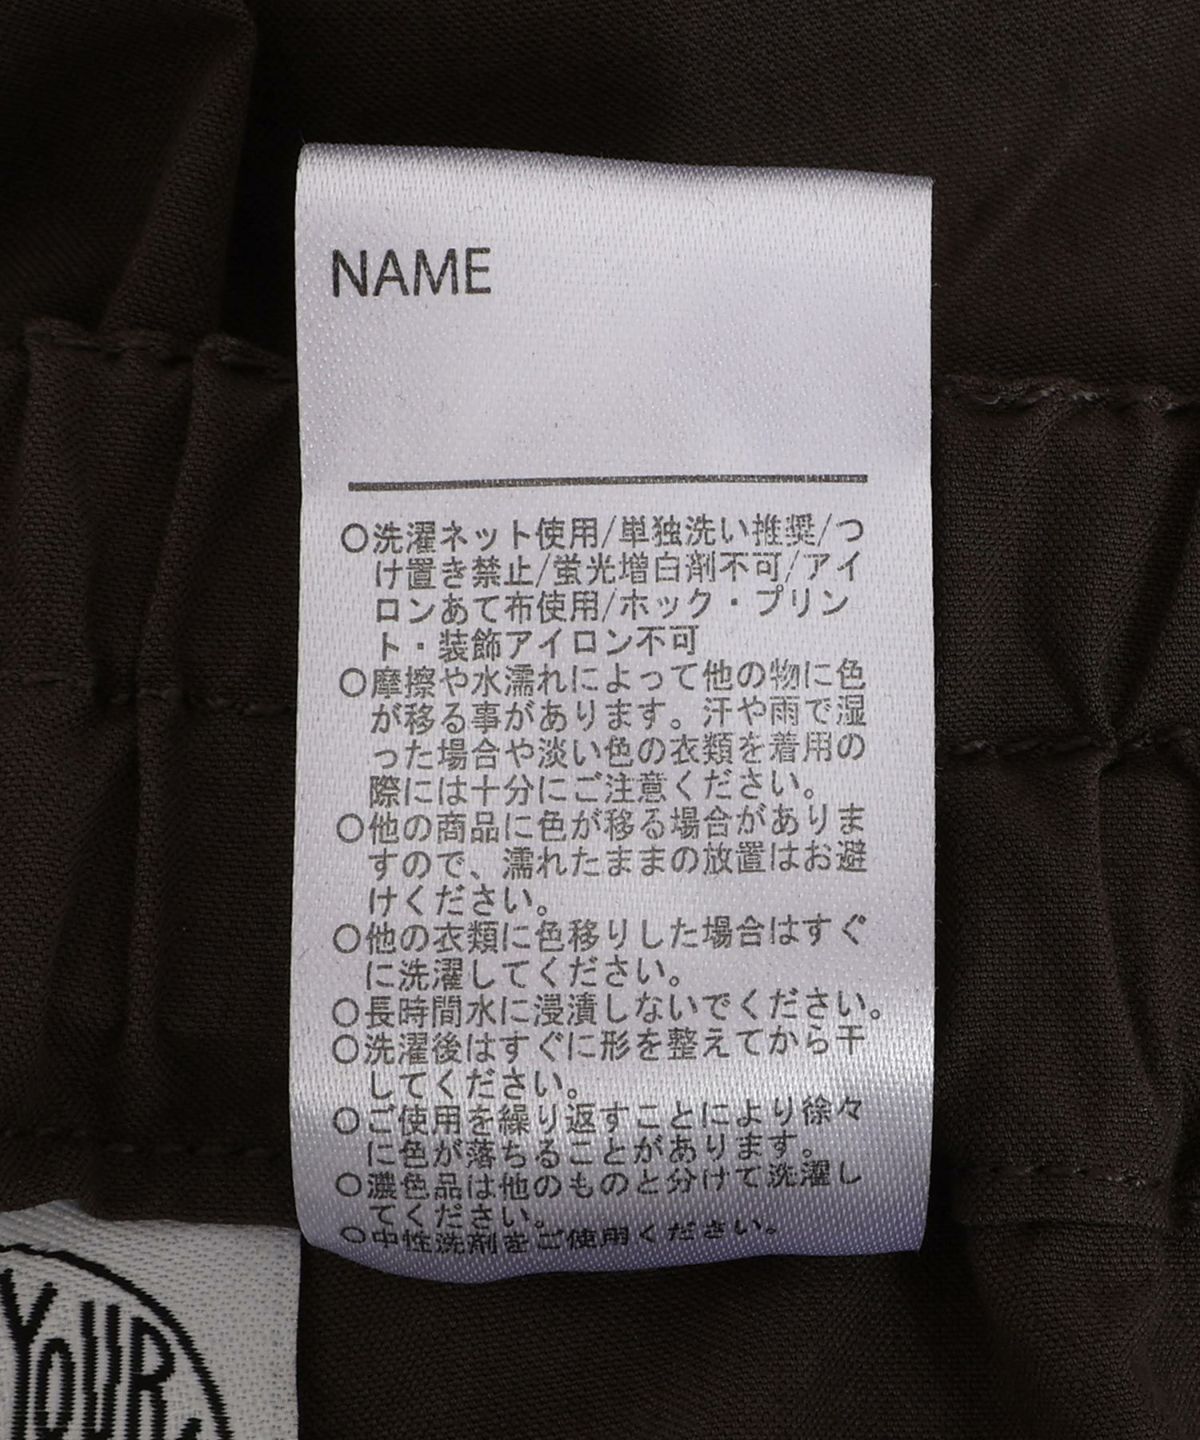 NAME
○洗濯ネット使用/単独洗い推奨/つ
け置き禁止/蛍光増白剤不可/アイ
ロンあて布使用/ホック・プリン
ト・装飾アイロン不可
○摩擦や水濡れによって他の物に色
が移る事があります。汗や雨で湿
った場合や淡い色の衣類を着用の
際には十分にご注意ください。
○他の商品に色が移る場合がありま
すので、濡れたままの放置はお避
けください。
○他の衣類に色移りした場合はすぐ
に洗濯してください。
○長時間水に浸漬しないでください。
○洗濯後はすぐに形を整えてから干
してください。
○ご使用を繰り返すことにより徐々
に色が落ちることがあります。
○濃色品は他のものと分けて洗濯し
てください。
○中性洗剤をご使用ください。
YOUR